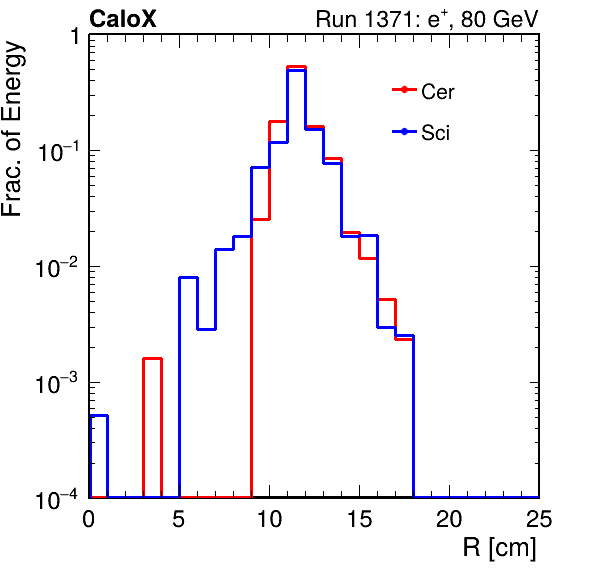 CaloX Run 1371: e⁺, 80 GeV
Frac. of Energy
1
10⁻¹
10⁻²
10⁻³
10⁻⁴
Cer
Sci
0 5 10 15 20 25
R [cm]